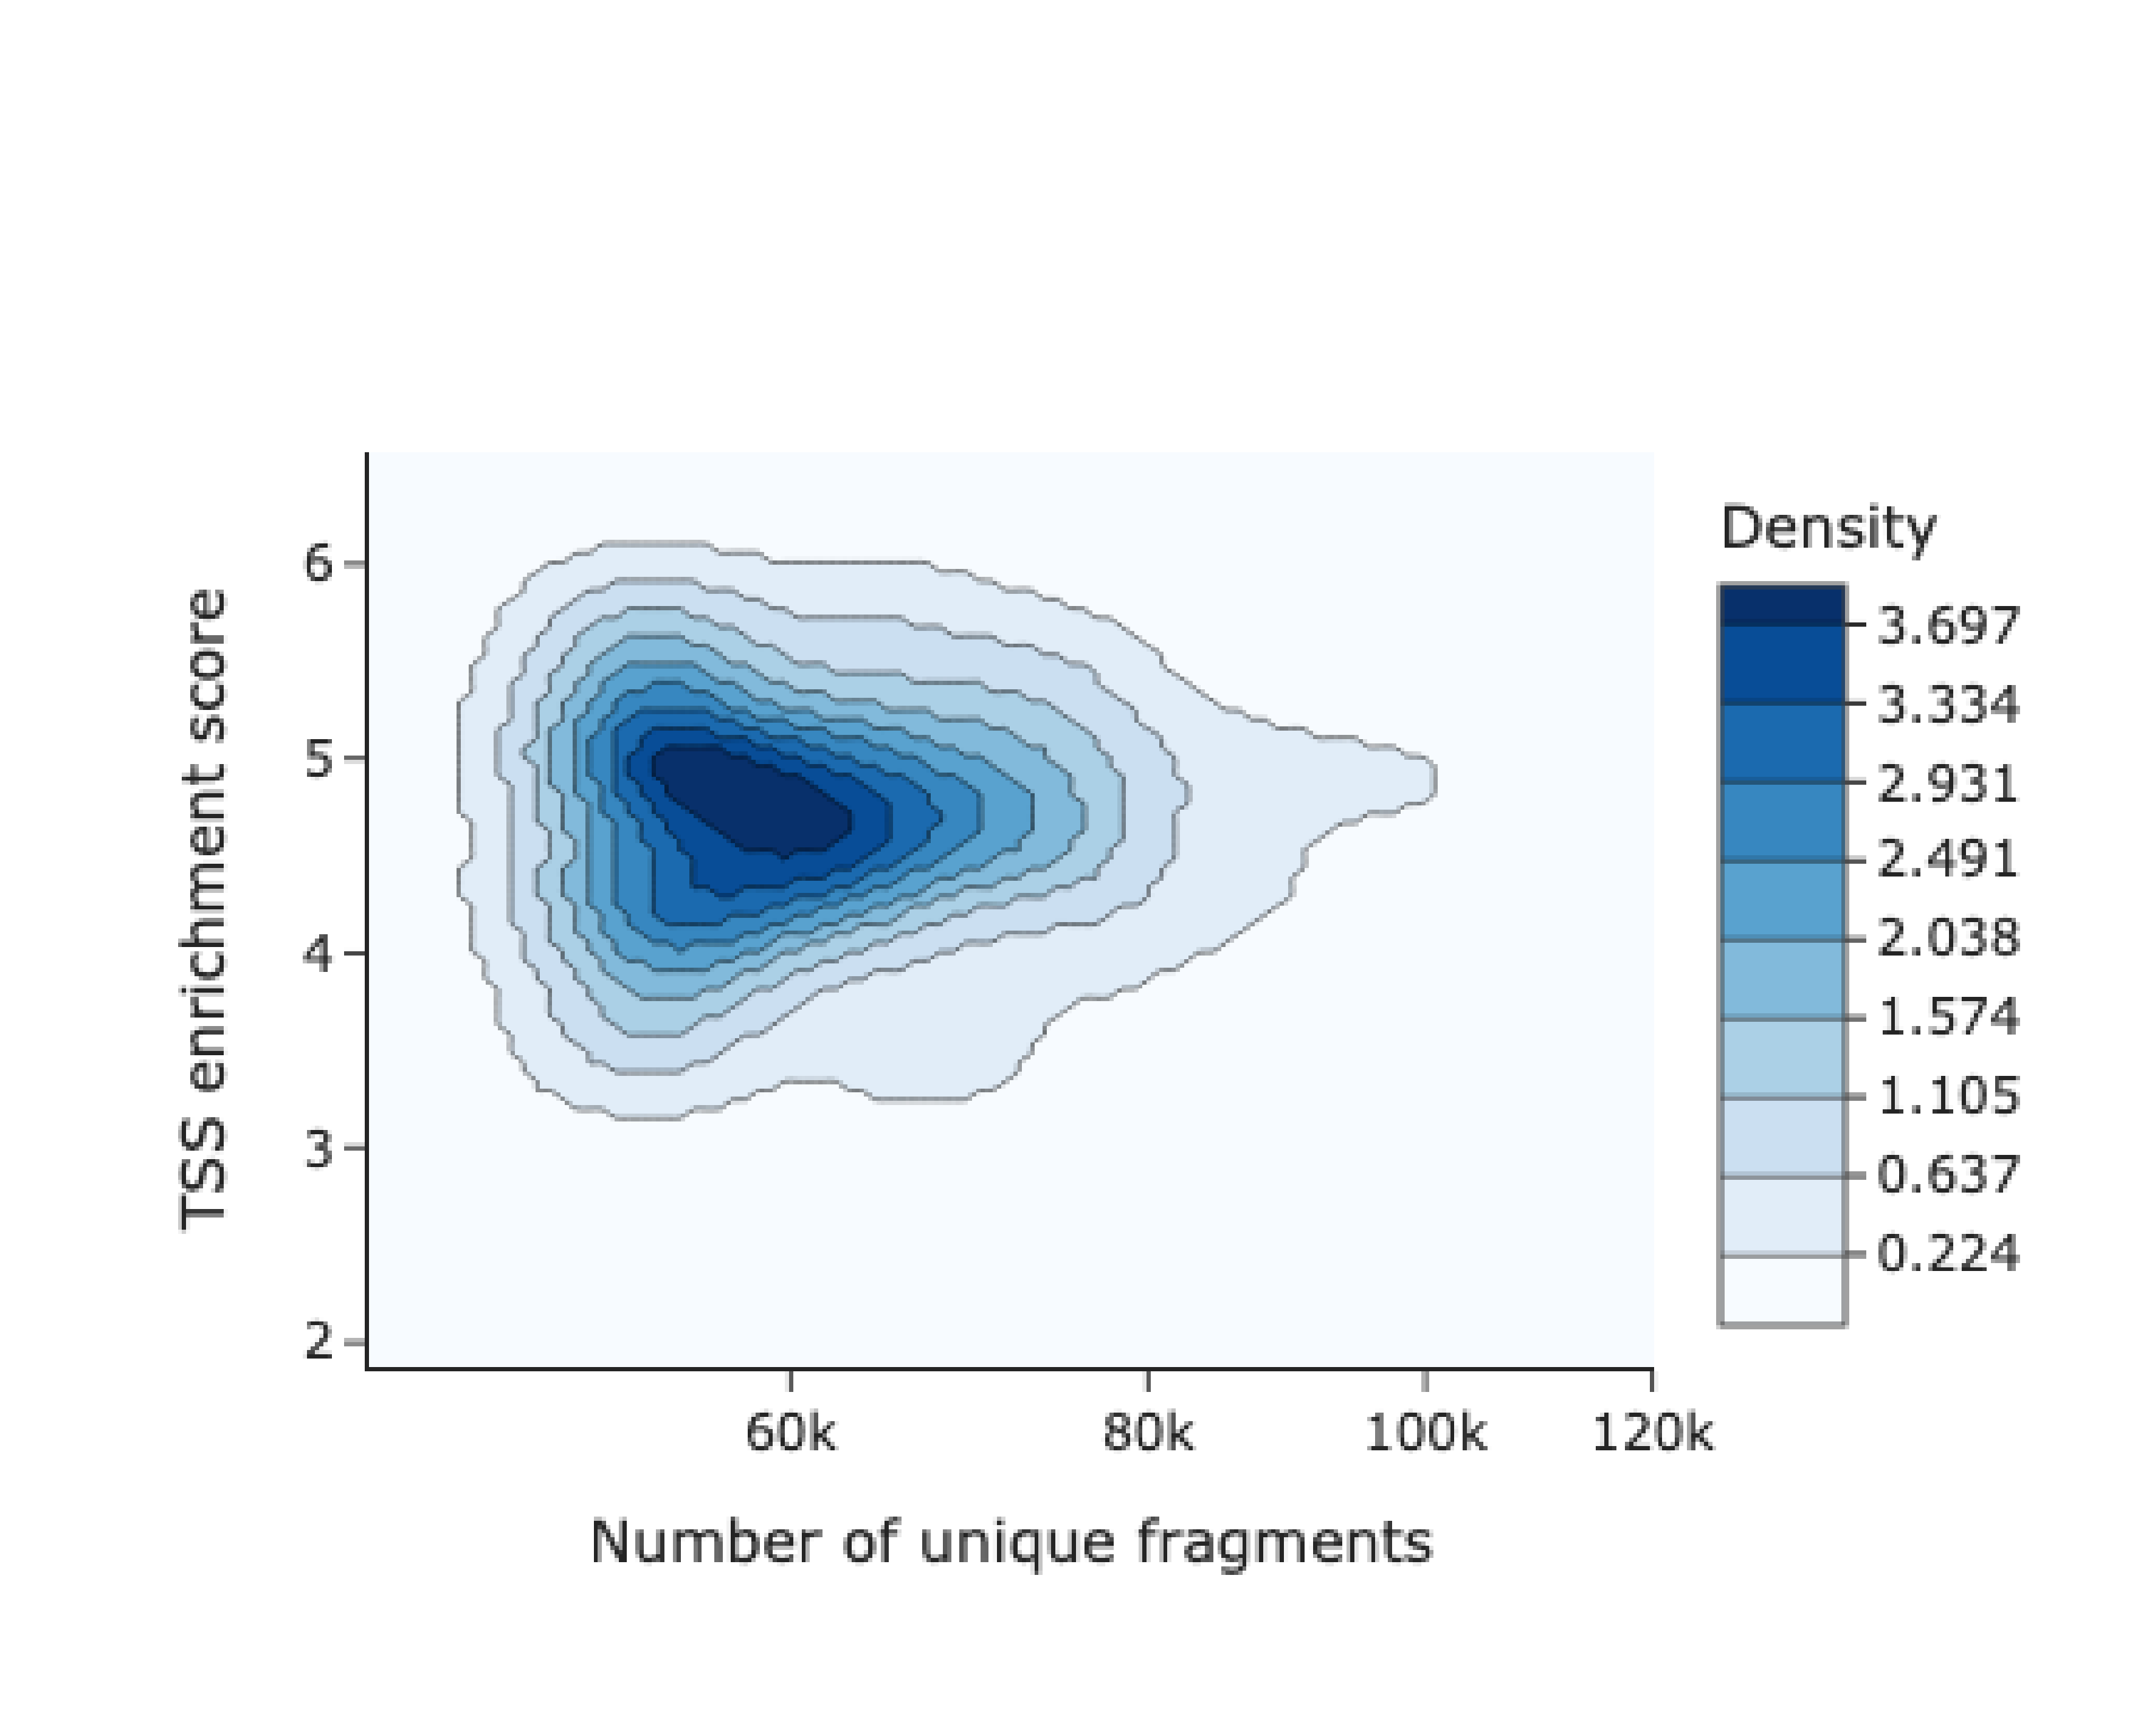 TSS enrichment score
6
5
4
3
2
60k
80k
100k
120k
Number of unique fragments
Density
3.697
3.334
2.931
2.491
2.038
1.574
1.105
0.637
0.224